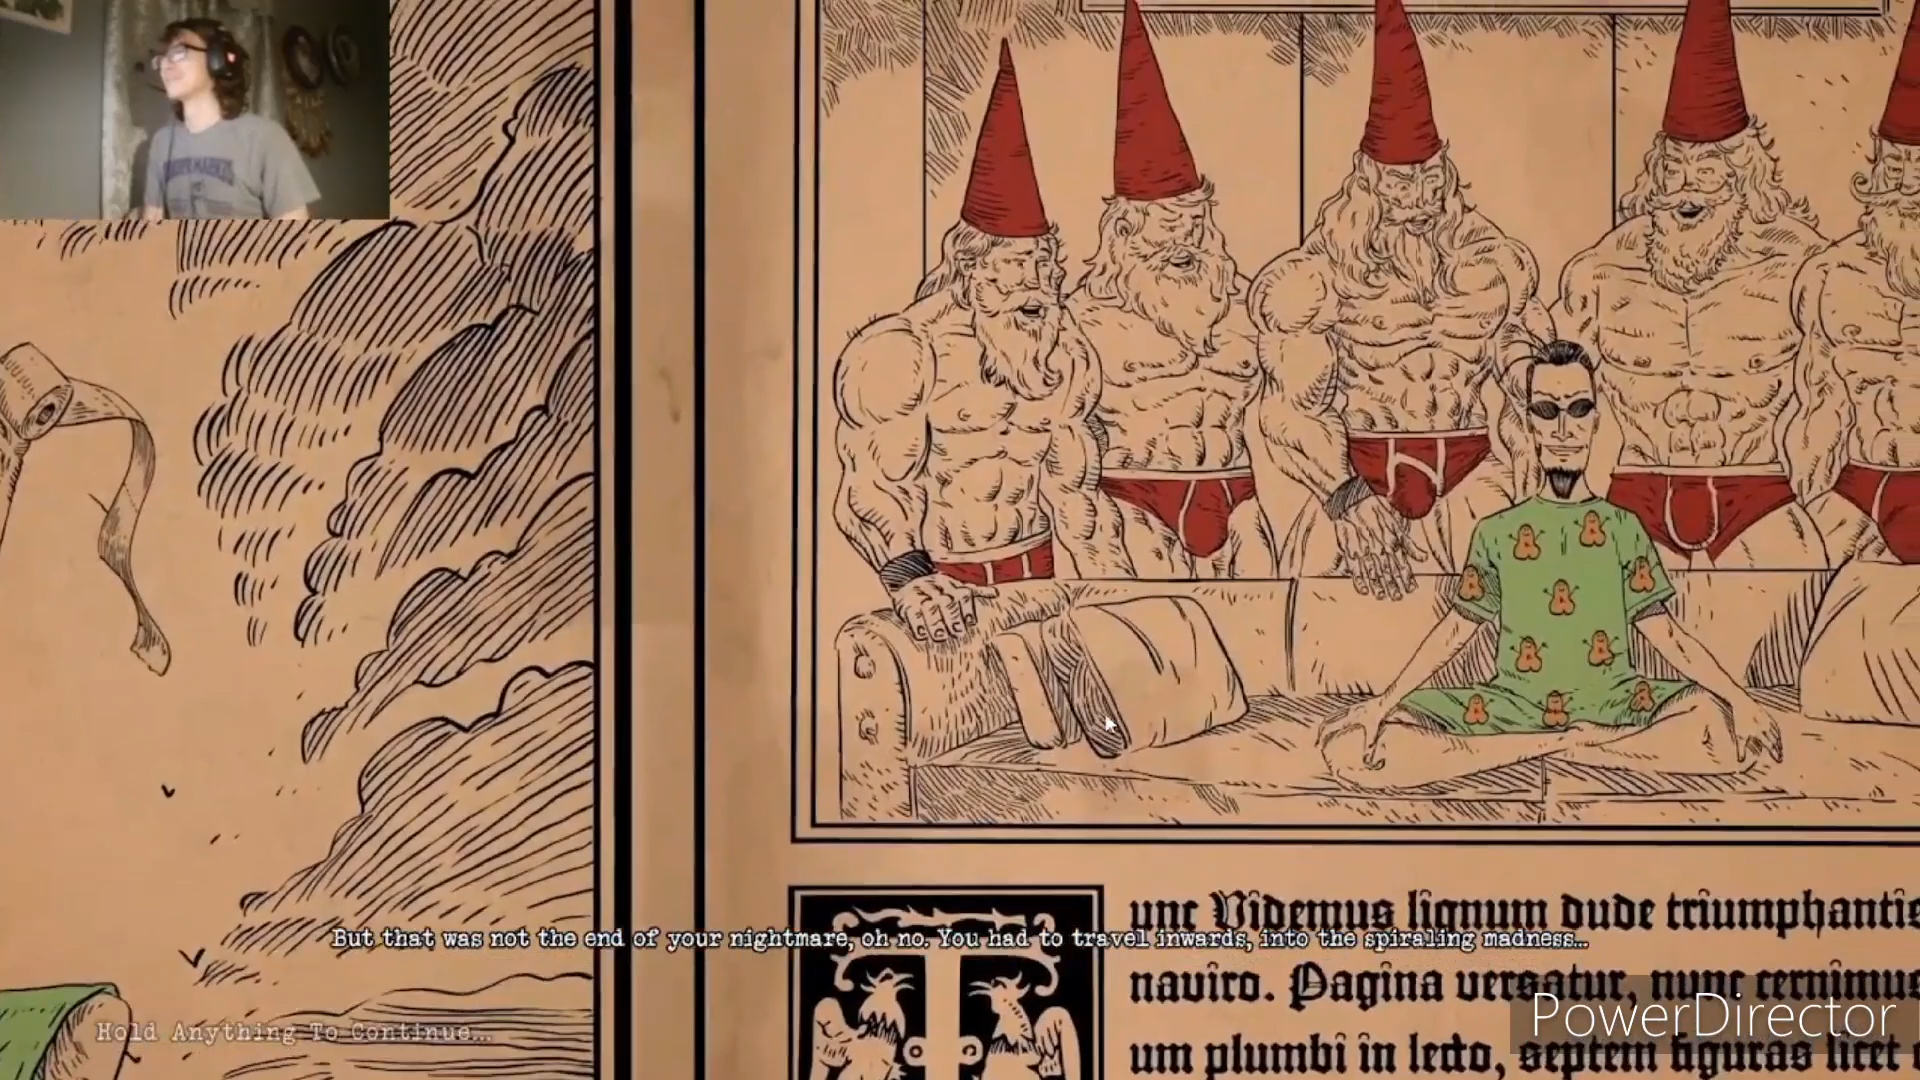 But that was not the end of your nightmare, oh no. You had to travel inwards, into the spiraling madness...
unc Videmus lignum dude triumphantis
naviro. Pagina versatur, nunc cernimus
um plumbi in lecto, septem figuras licet
Hold Anything To Continue...
PowerDirector